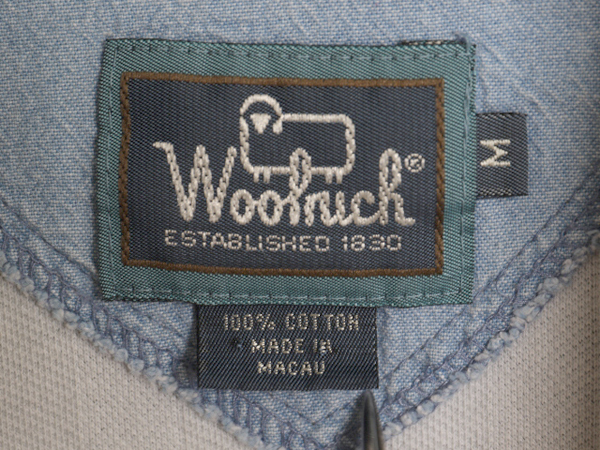 Woolrich®
M
ESTABLISHED 1830
100% COTTON
MADE IN
MACAU